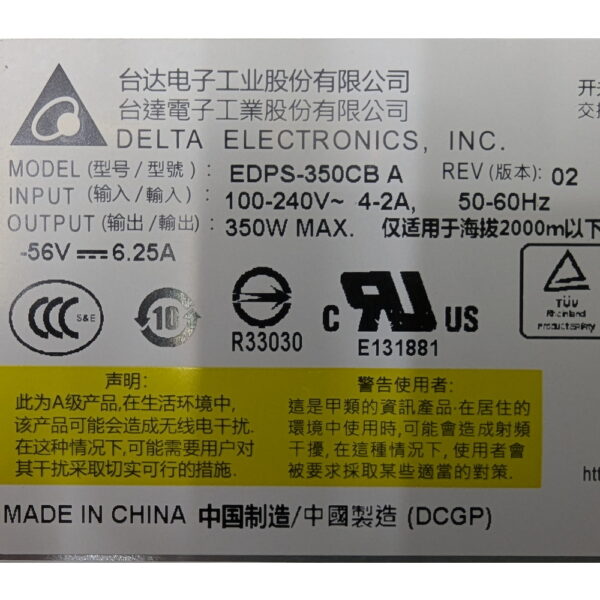 台达电子工业股份有限公司
台達電子工業股份有限公司
DELTA ELECTRONICS, INC.
MODEL (型号/型號): EDPS-350CB A REV (版本): 02
INPUT (输入/輸入): 100-240V~ 4-2A, 50-60Hz
OUTPUT (输出/輸出): 350W MAX. 仅适用于海拔2000m以下
-56V⎓6.25A
开
交
CCC S&E
10
R33030
c RU US
E131881
TÜV
Rheinland
PRODUCT SAFETY
声明:
此为A级产品,在生活环境中,
该产品可能会造成无线电干扰.
在这种情况下,可能需要用户对
其干扰采取切实可行的措施.
警告使用者:
這是甲類的資訊產品·在居住的
環境中使用時,可能會造成射頻
干擾, 在這種情況下, 使用者會
被要求採取某些適當的對策.
MADE IN CHINA 中国制造/中國製造 (DCGP)